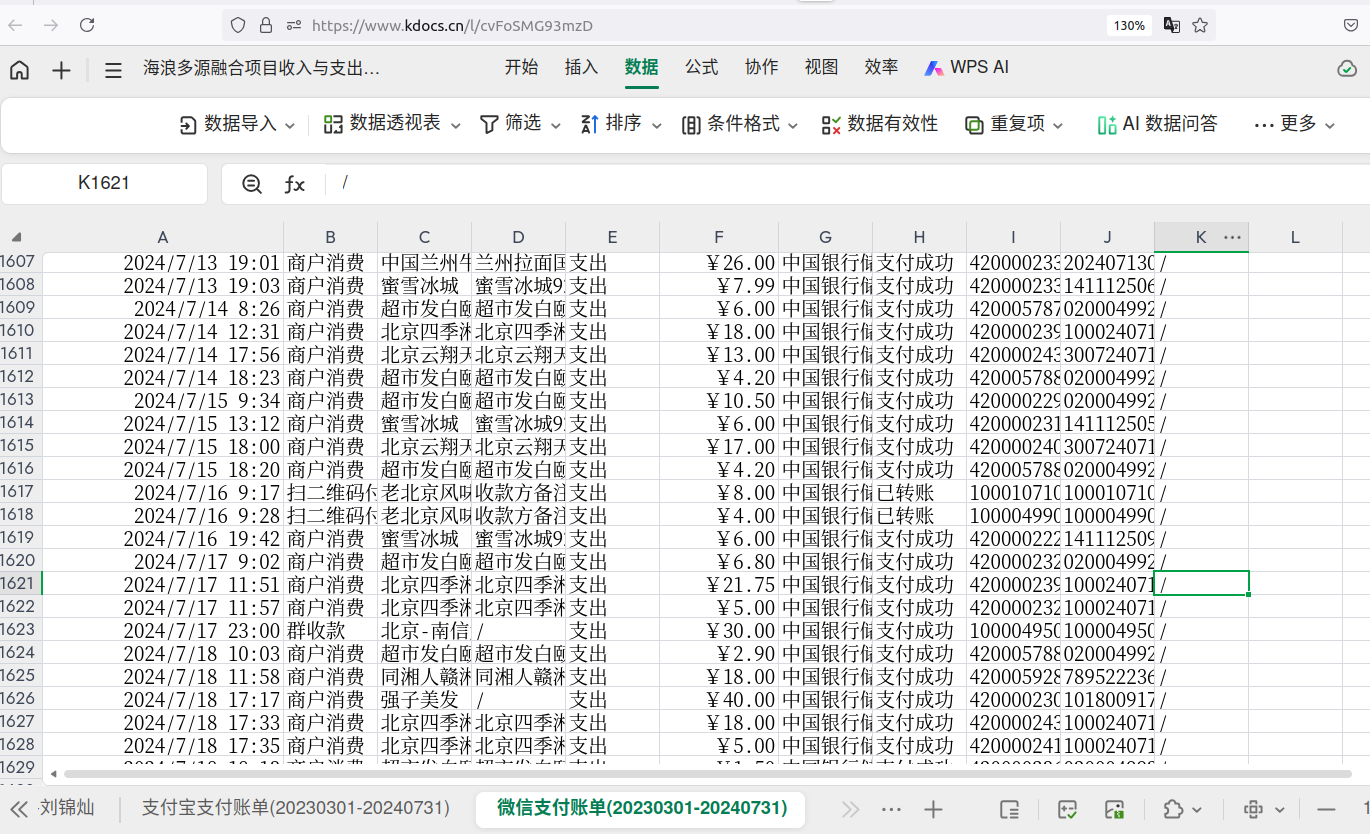 https://www.kdocs.cn/l/cvFoSMG93mzD 130%
海浪多源融合项目收入与支出... 开始 插入 数据 公式 协作 视图 效率 WPS AI
数据导入 数据透视表 筛选 排序 条件格式 数据有效性 重复项 AI 数据问答 更多
K1621 fx /
A B C D E F G H I J K L
1607 2024/7/13 19:01 商户消费 中国兰州 兰州拉面 支出 ￥26.00 中国银行储 支付成功 420000233 202407130 /
1608 2024/7/13 19:03 商户消费 蜜雪冰城 蜜雪冰城9 支出 ￥7.99 中国银行储 支付成功 420000233 141112506 /
1609 2024/7/14 8:26 商户消费 超市发白颐 超市发白颐 支出 ￥6.00 中国银行储 支付成功 420005787 020004992 /
1610 2024/7/14 12:31 商户消费 北京四季湘 北京四季湘 支出 ￥18.00 中国银行储 支付成功 420000239 100024071 /
1611 2024/7/14 17:56 商户消费 北京云翔天 北京云翔天 支出 ￥13.00 中国银行储 支付成功 420000243 300724071 /
1612 2024/7/14 18:23 商户消费 超市发白颐 超市发白颐 支出 ￥4.20 中国银行储 支付成功 420005788 020004992 /
1613 2024/7/15 9:34 商户消费 超市发白颐 超市发白颐 支出 ￥10.50 中国银行储 支付成功 420000229 020004992 /
1614 2024/7/15 13:12 商户消费 蜜雪冰城 蜜雪冰城9 支出 ￥6.00 中国银行储 支付成功 420000231 141112505 /
1615 2024/7/15 18:00 商户消费 北京云翔天 北京云翔天 支出 ￥17.00 中国银行储 支付成功 420000240 300724071 /
1616 2024/7/15 18:20 商户消费 超市发白颐 超市发白颐 支出 ￥4.20 中国银行储 支付成功 420005788 020004992 /
1617 2024/7/16 9:17 扫二维码付 老北京风味 收款方备注 支出 ￥8.00 中国银行储 已转账 100010710 100010710 /
1618 2024/7/16 9:28 扫二维码付 老北京风味 收款方备注 支出 ￥4.00 中国银行储 已转账 100004990 100004990 /
1619 2024/7/16 19:42 商户消费 蜜雪冰城 蜜雪冰城9 支出 ￥6.00 中国银行储 支付成功 420000222 141112509 /
1620 2024/7/17 9:02 商户消费 超市发白颐 超市发白颐 支出 ￥6.80 中国银行储 支付成功 420000232 020004992 /
1621 2024/7/17 11:51 商户消费 北京四季湘 北京四季湘 支出 ￥21.75 中国银行储 支付成功 420000239 100024071 /
1622 2024/7/17 11:57 商户消费 北京四季湘 北京四季湘 支出 ￥5.00 中国银行储 支付成功 420000232 100024071 /
1623 2024/7/17 23:00 群收款 北京-南信 / 支出 ￥30.00 中国银行储 支付成功 100004950 100004950 /
1624 2024/7/18 10:03 商户消费 超市发白颐 超市发白颐 支出 ￥2.90 中国银行储 支付成功 420000244 020004992 /
1625 2024/7/18 11:58 商户消费 同湘人赣湘 同湘人赣湘 支出 ￥18.00 中国银行储 支付成功 420005928 789522236 /
1626 2024/7/18 17:17 商户消费 强子美发 / 支出 ￥40.00 中国银行储 支付成功 420000230 101800917 /
1627 2024/7/18 17:33 商户消费 北京四季湘 北京四季湘 支出 ￥18.00 中国银行储 支付成功 420000243 100024071 /
1628 2024/7/18 17:35 商户消费 北京四季湘 北京四季湘 支出 ￥5.00 中国银行储 支付成功 420000241 100024071 /
1629
刘锦灿 支付宝支付账单(20230301-20240731) 微信支付账单(20230301-20240731)